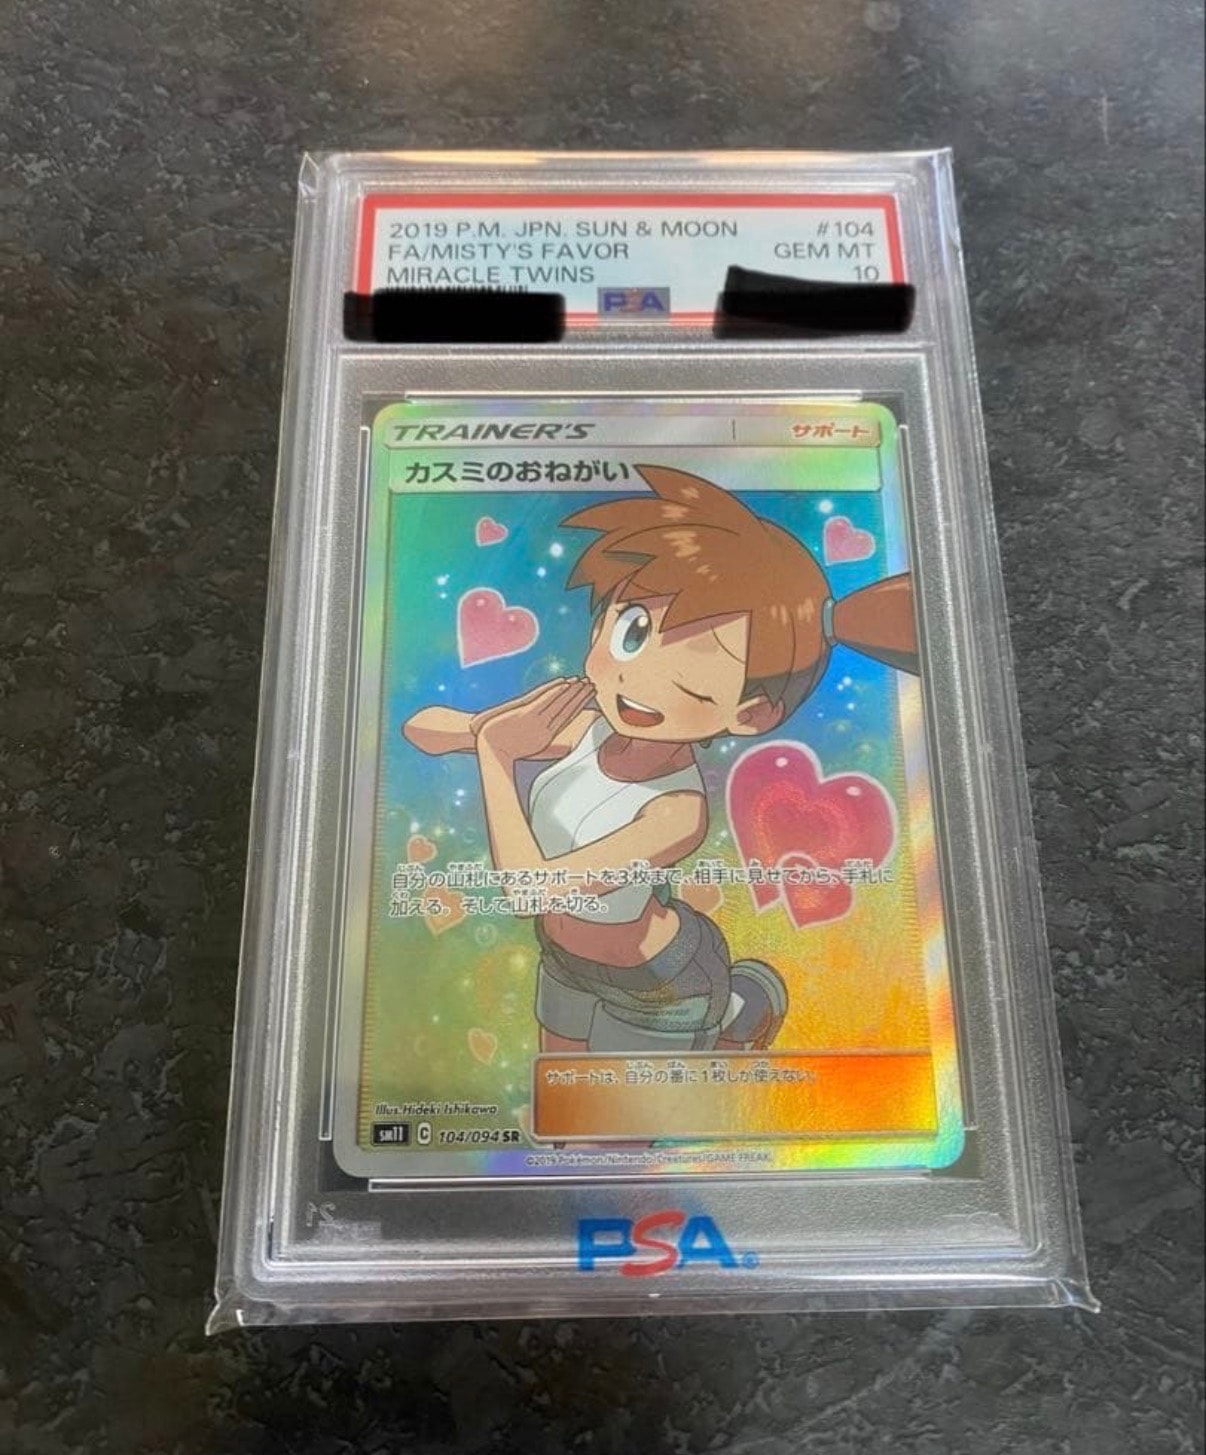 2019 P.M. JPN. SUN & MOON #104
FA/MISTY'S FAVOR GEM MT
MIRACLE TWINS 10
PSA
TRAINER'S サポート
カスミのおねがい
自分の山札にあるサポートを3枚まで、相手に見せてから、手札に
加える。そして山札を切る。
サポートは、自分の番に1枚しか使えない。
Illus. Hideki Ishikawa
sm11 C 104/094 SR
©2019 Pokémon/Nintendo/Creatures/GAME FREAK.
PSA®